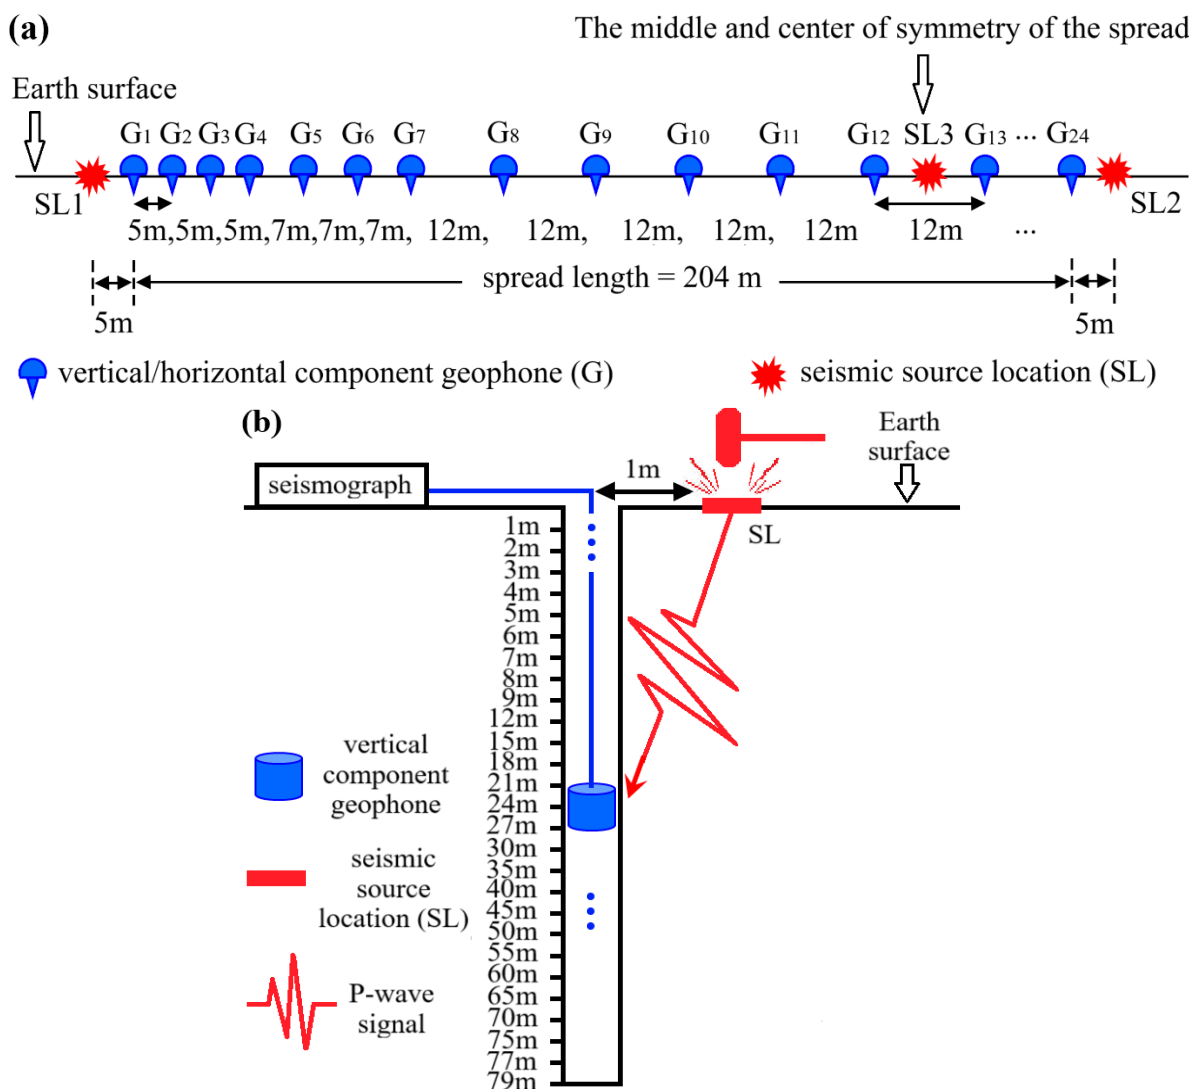 (a)
The middle and center of symmetry of the spread
Earth surface
G1 G2 G3 G4 G5 G6 G7 G8 G9 G10 G11 G12 SL3 G13 ... G24
SL1
SL2
5m,5m,5m,7m,7m,7m, 12m, 12m, 12m, 12m, 12m 12m ...
spread length = 204 m
5m
5m
vertical/horizontal component geophone (G)
seismic source location (SL)
(b)
Earth
surface
1m
seismograph
SL
1m
2m
3m
4m
5m
6m
7m
8m
9m
12m
15m
18m
21m
24m
27m
30m
35m
40m
45m
50m
55m
60m
65m
70m
75m
77m
79m
vertical
component
geophone
seismic
source
location (SL)
P-wave
signal